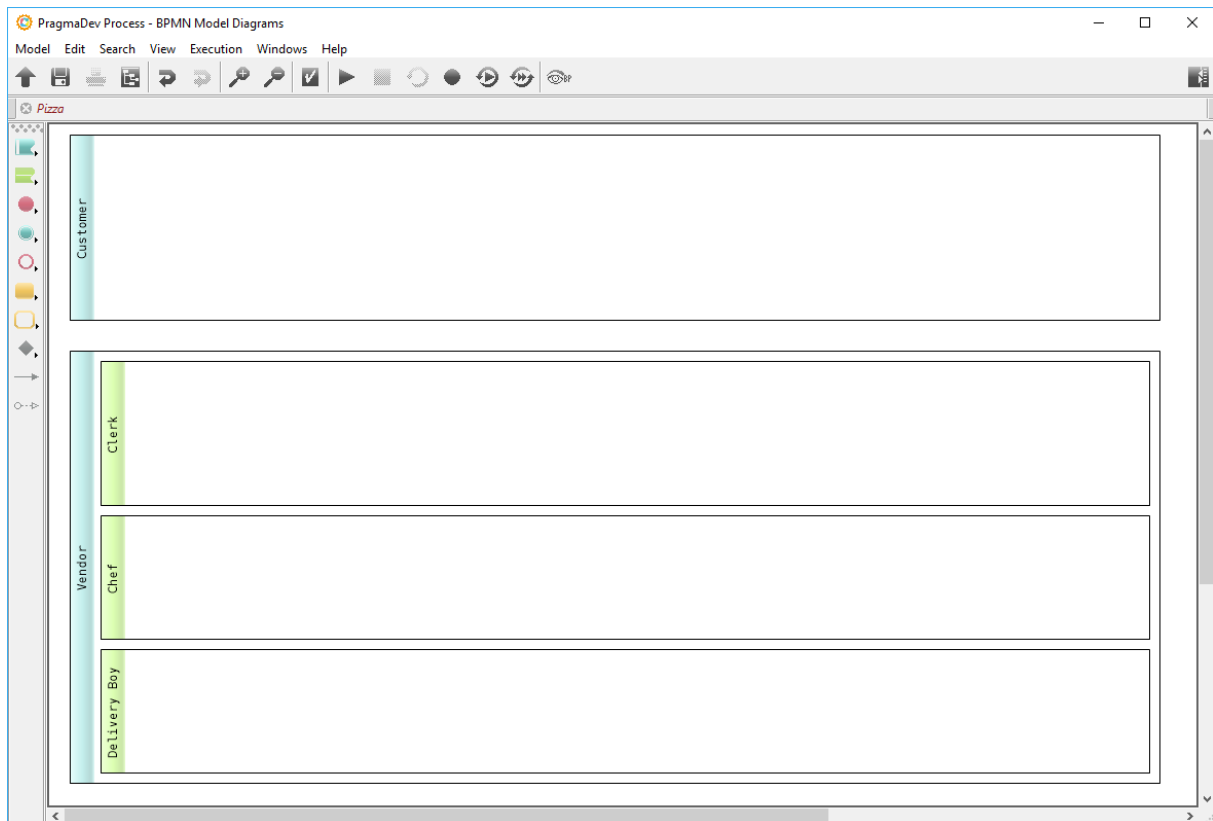 PragmaDev Process - BPMN Model Diagrams
Model Edit Search View Execution Windows Help
BP
Pizza
Customer
Vendor
Clerk
Chef
Delivery Boy